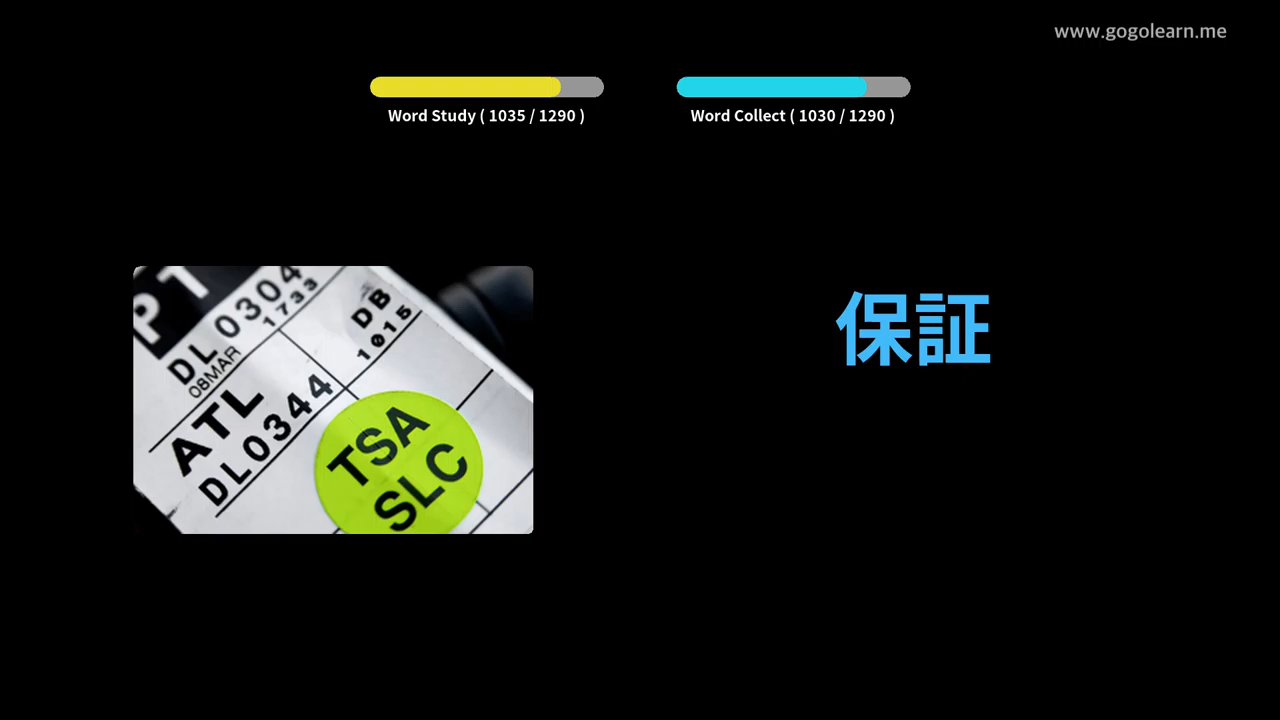 www.gogolearn.me
Word Study ( 1035 / 1290 )
Word Collect ( 1030 / 1290 )
保証
P1
DL0304
1733
08MAR
DB
1015
ATL
DL0344
TSA
SLC